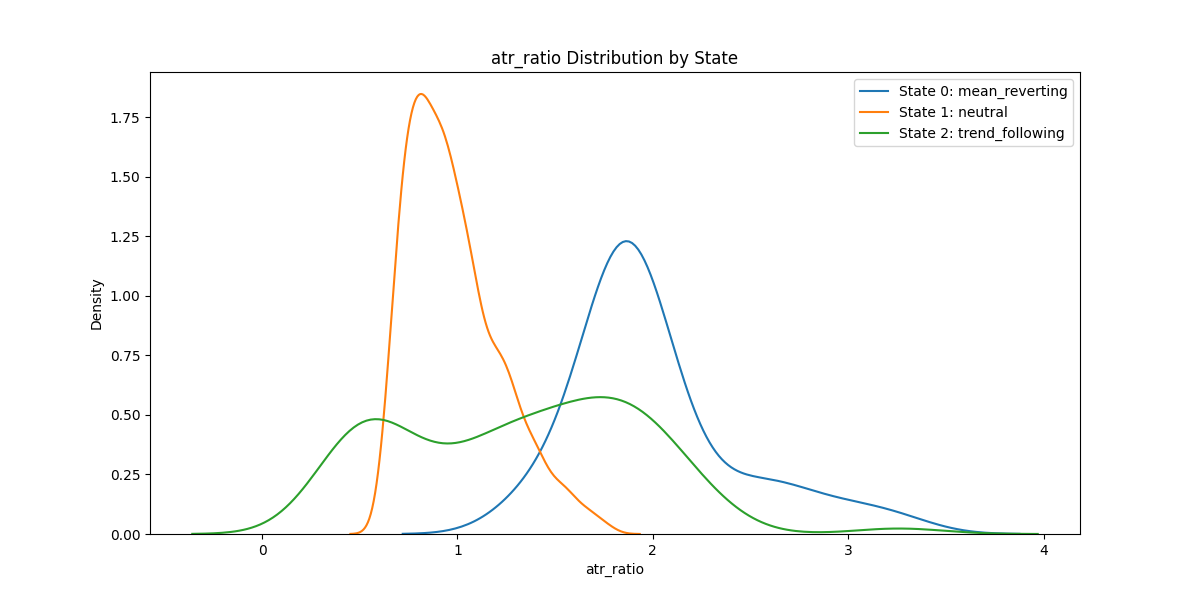 atr_ratio Distribution by State
State 0: mean_reverting
State 1: neutral
State 2: trend_following
Density
1.75
1.50
1.25
1.00
0.75
0.50
0.25
0.00
0 1 2 3 4
atr_ratio